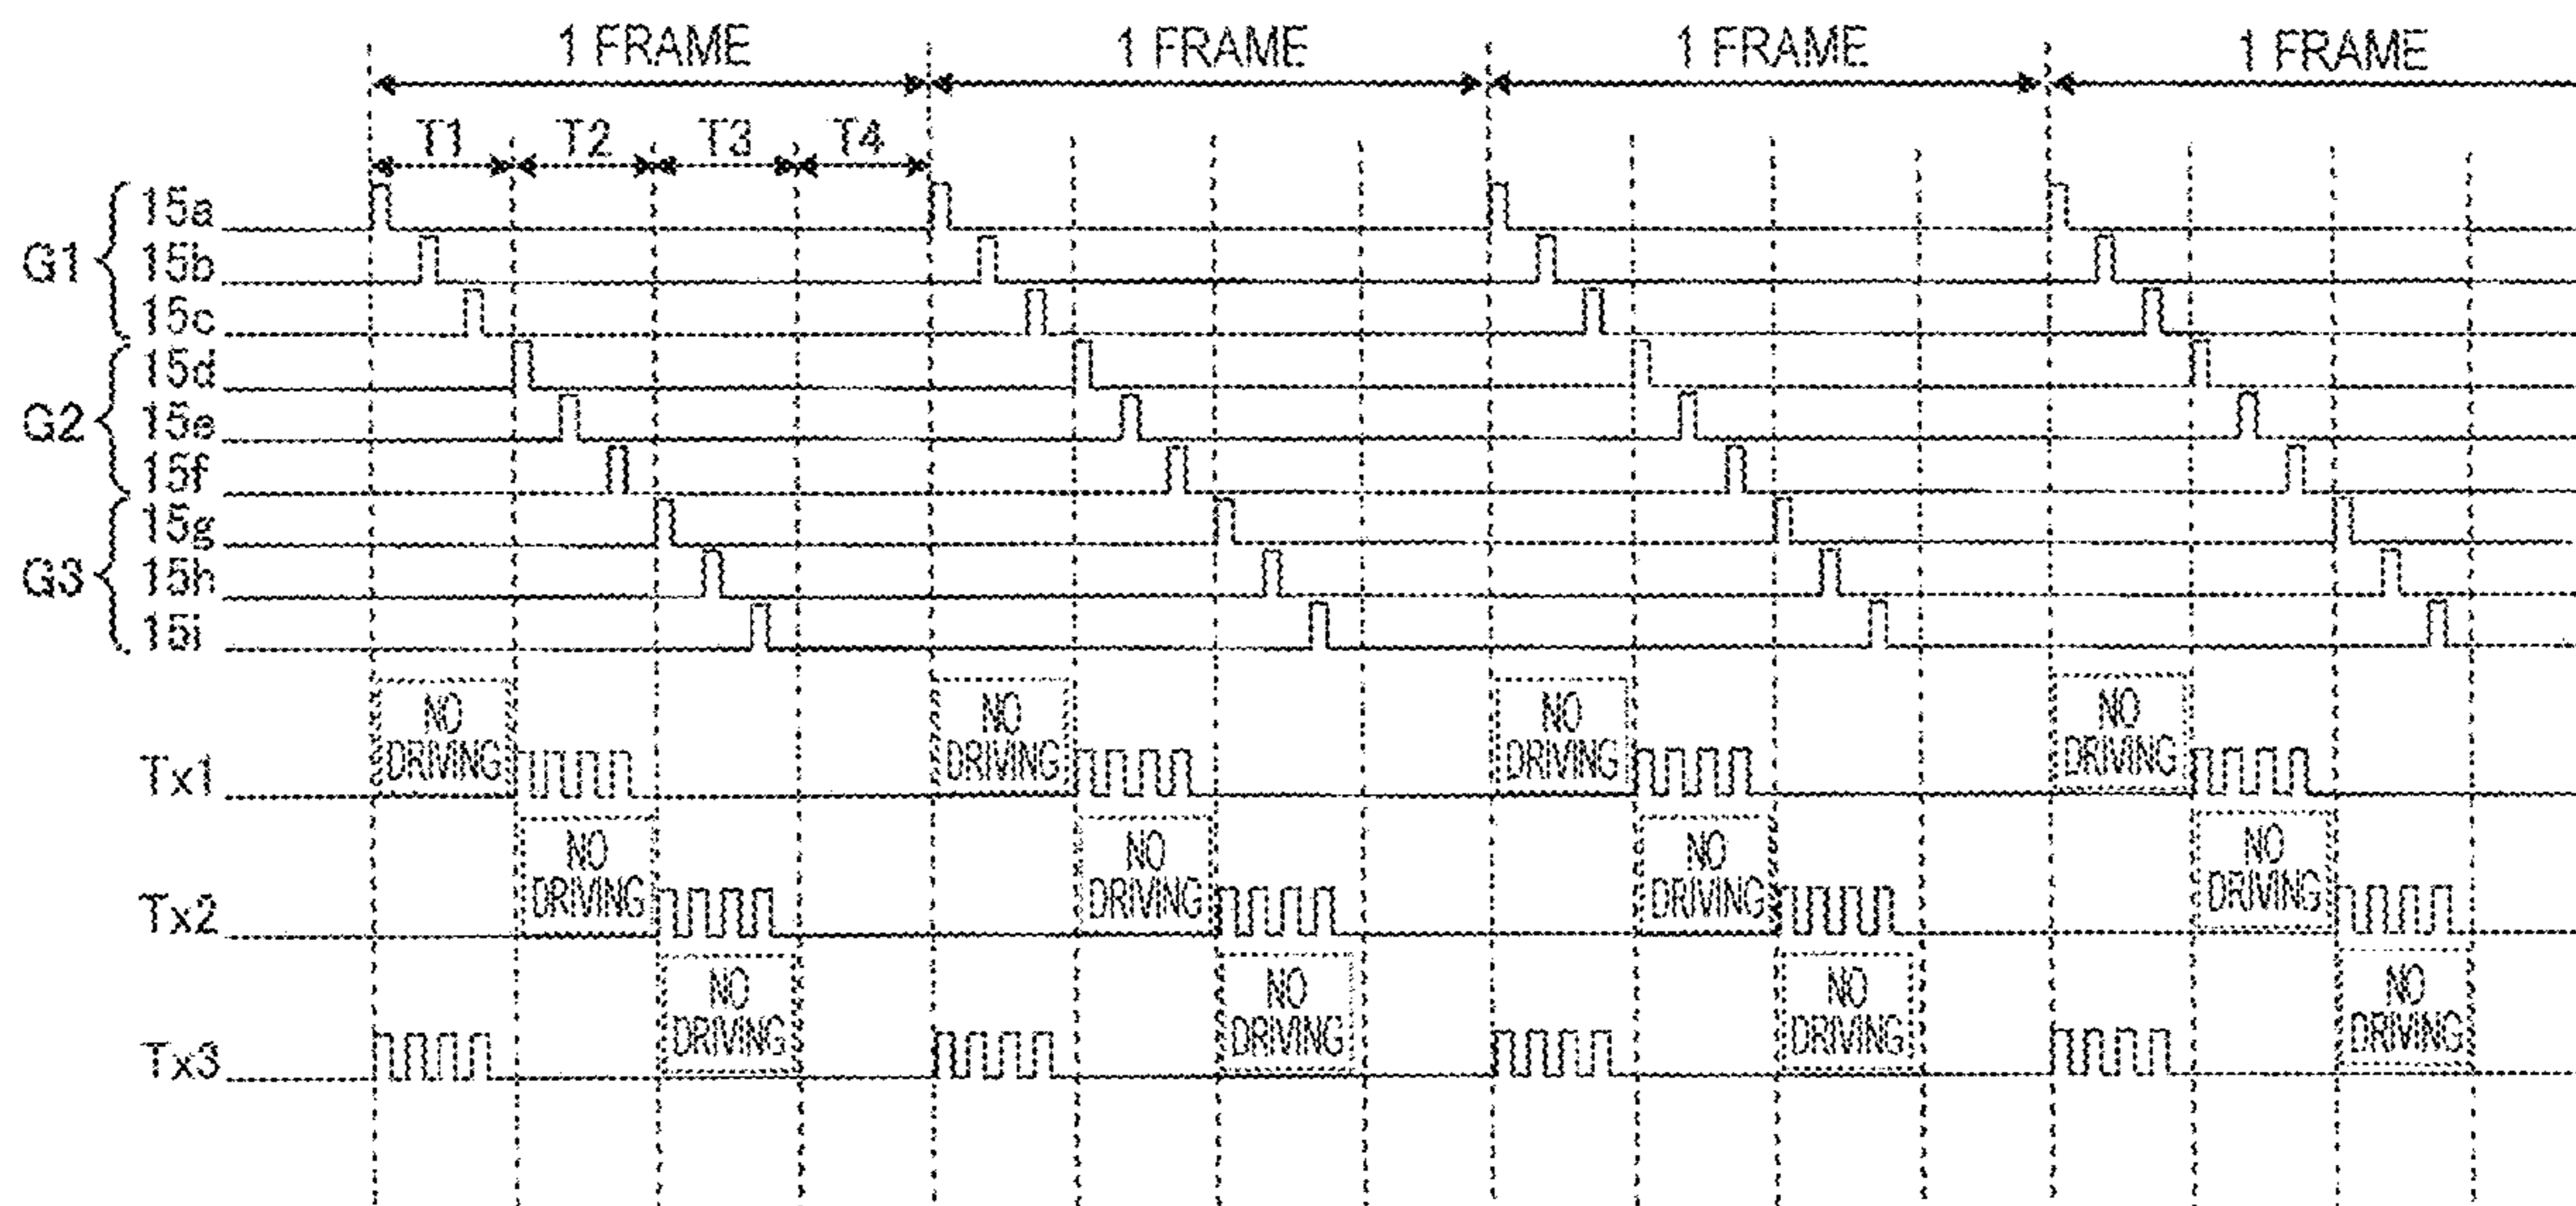 1 FRAME 1 FRAME 1 FRAME 1 FRAME
T1 T2 T3 T4
G1 15a
15b
15c
G2 15d
15e
15f
G3 15g
15h
15i
NO DRIVING NO DRIVING NO DRIVING NO DRIVING
Tx1
NO DRIVING NO DRIVING NO DRIVING NO DRIVING
Tx2
NO DRIVING NO DRIVING NO DRIVING NO DRIVING
Tx3